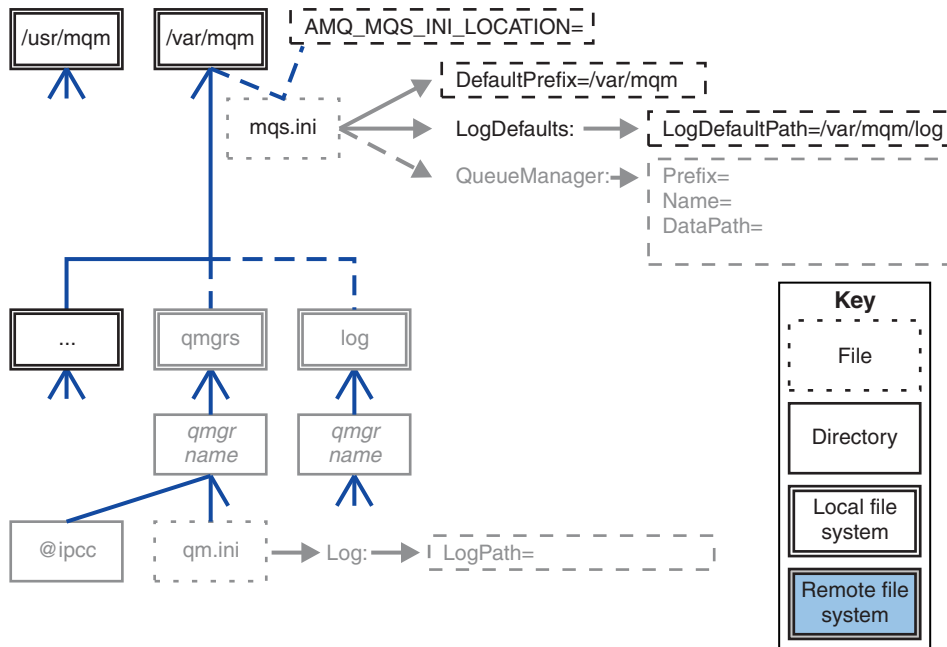 /usr/mqm
/var/mqm
AMQ_MQS_INI_LOCATION=
mqs.ini
DefaultPrefix=/var/mqm
LogDefaults:
LogDefaultPath=/var/mqm/log
QueueManager:
Prefix=
Name=
DataPath=
...
qmgrs
log
qmgr
name
qmgr
name
@ipcc
qm.ini
Log:
LogPath=
Key
File
Directory
Local file
system
Remote file
system